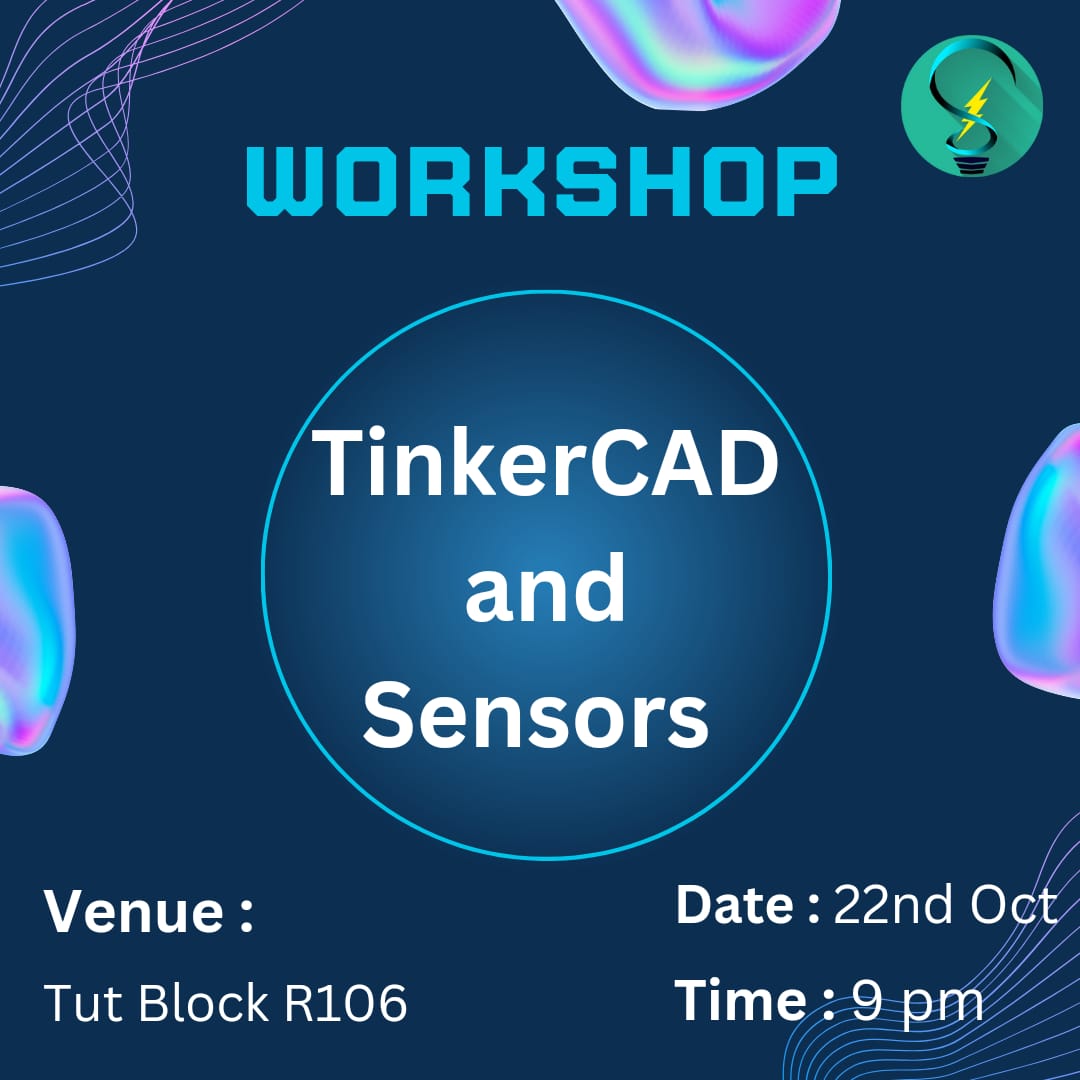 WORKSHOP
TinkerCAD
and
Sensors
Venue :
Tut Block R106
Date : 22nd Oct
Time : 9 pm